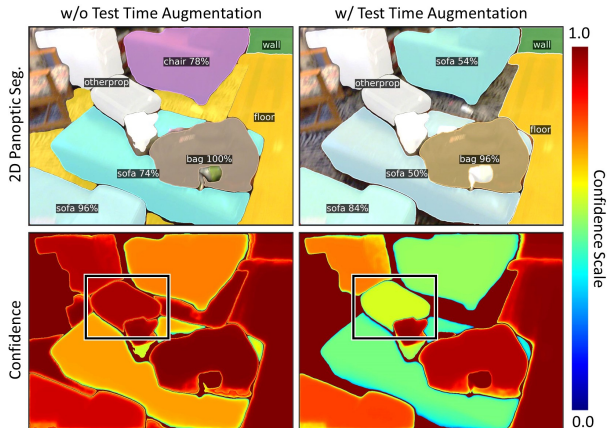 w/o Test Time Augmentation
w/ Test Time Augmentation
2D Panoptic Seg.
wall
chair 78%
otherprop
floor
sofa 74%
bag 100%
sofa 96%
wall
sofa 54%
otherprop
floor
bag 96%
sofa 50%
sofa 84%
Confidence
1.0
Confidence Scale
0.0